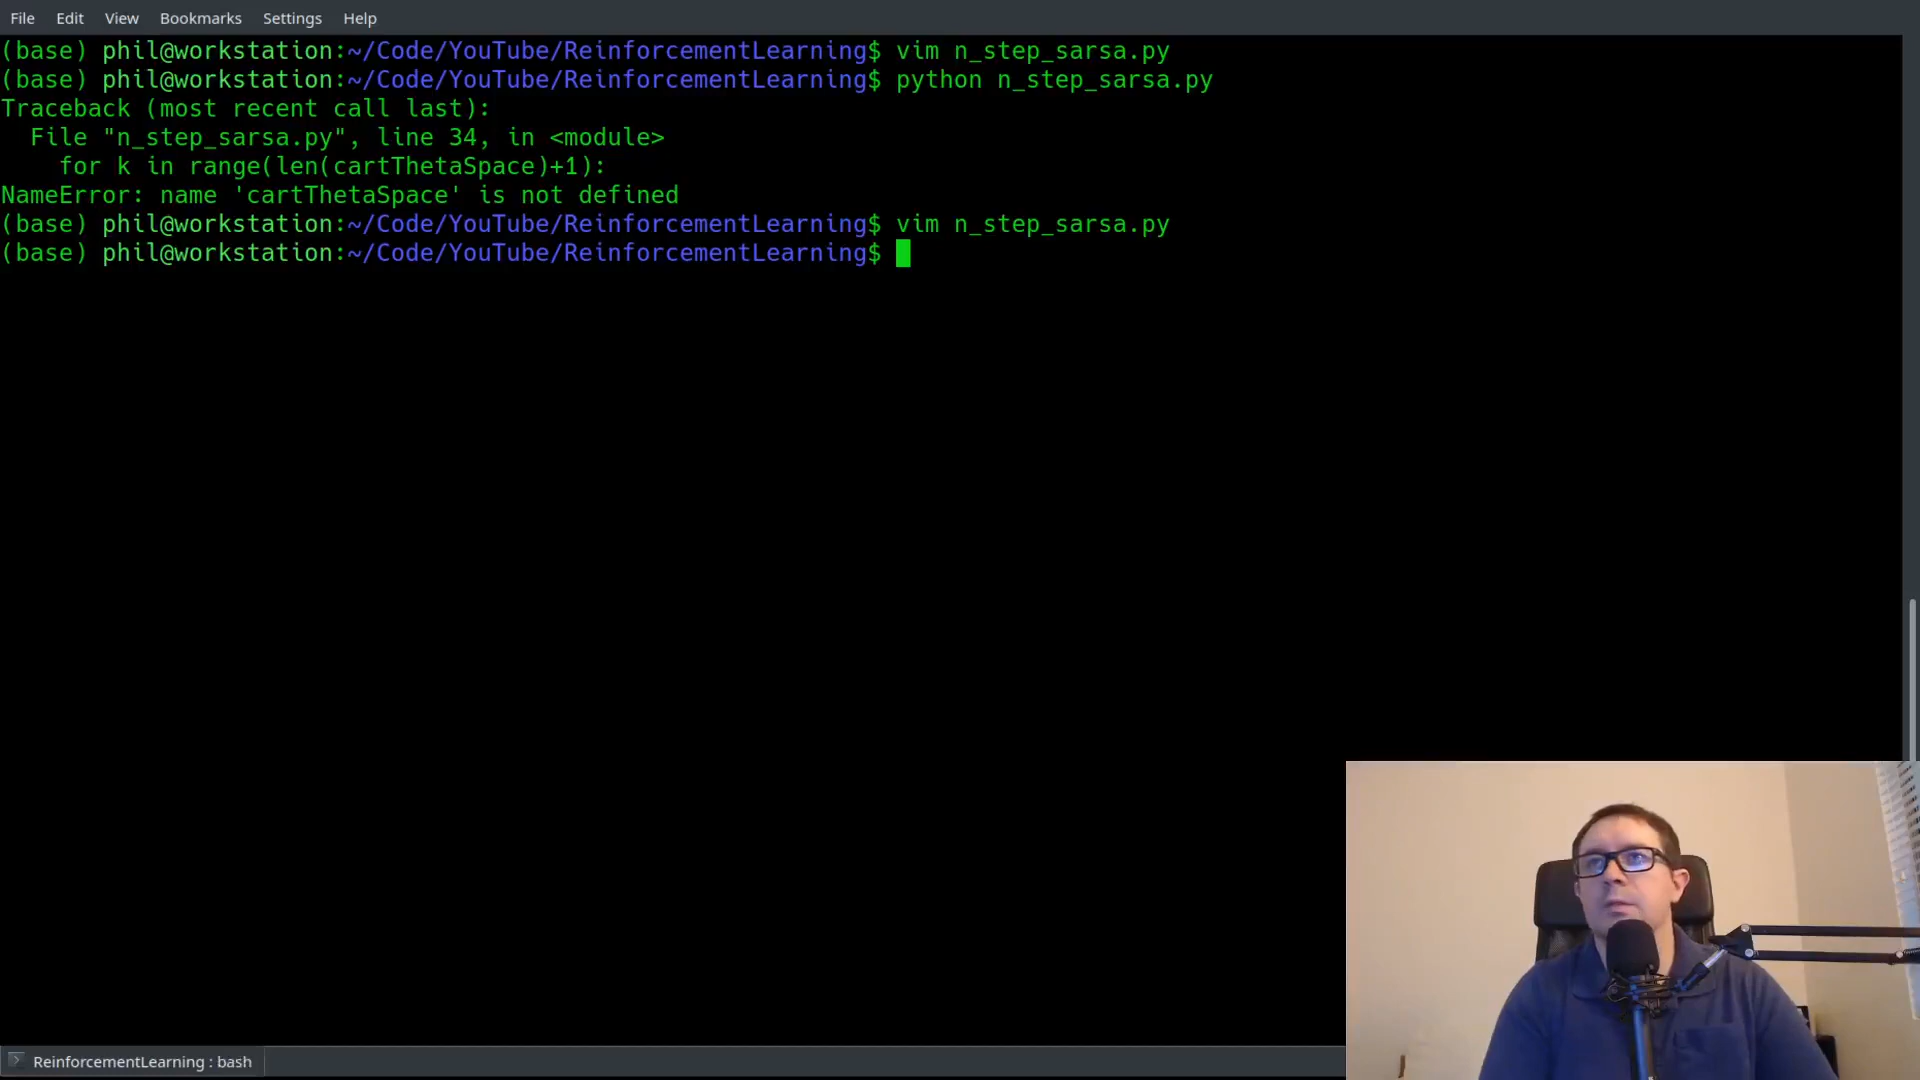 File Edit View Bookmarks Settings Help
(base) phil@workstation:~/Code/YouTube/ReinforcementLearning$ vim n_step_sarsa.py
(base) phil@workstation:~/Code/YouTube/ReinforcementLearning$ python n_step_sarsa.py
Traceback (most recent call last):
  File "n_step_sarsa.py", line 34, in <module>
    for k in range(len(cartThetaSpace)+1):
NameError: name 'cartThetaSpace' is not defined
(base) phil@workstation:~/Code/YouTube/ReinforcementLearning$ vim n_step_sarsa.py
(base) phil@workstation:~/Code/YouTube/ReinforcementLearning$
ReinforcementLearning : bash